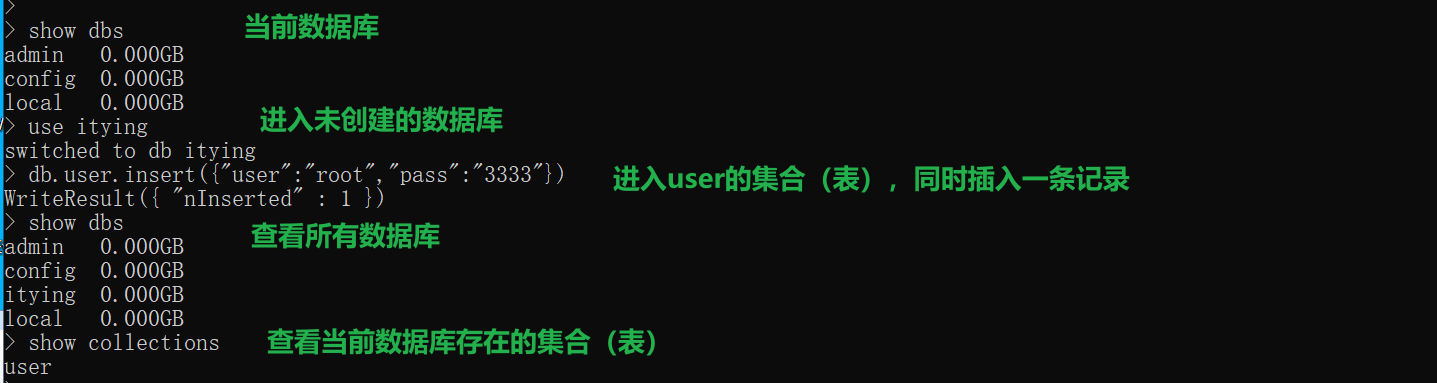 >
> show dbs 当前数据库
admin 0.000GB
config 0.000GB
local 0.000GB
> use itying 进入未创建的数据库
switched to db itying
> db.user.insert({"user":"root","pass":"3333"}) 进入user的集合（表），同时插入一条记录
WriteResult({ "nInserted" : 1 })
> show dbs 查看所有数据库
admin 0.000GB
config 0.000GB
itying 0.000GB
local 0.000GB
> show collections 查看当前数据库存在的集合（表）
user